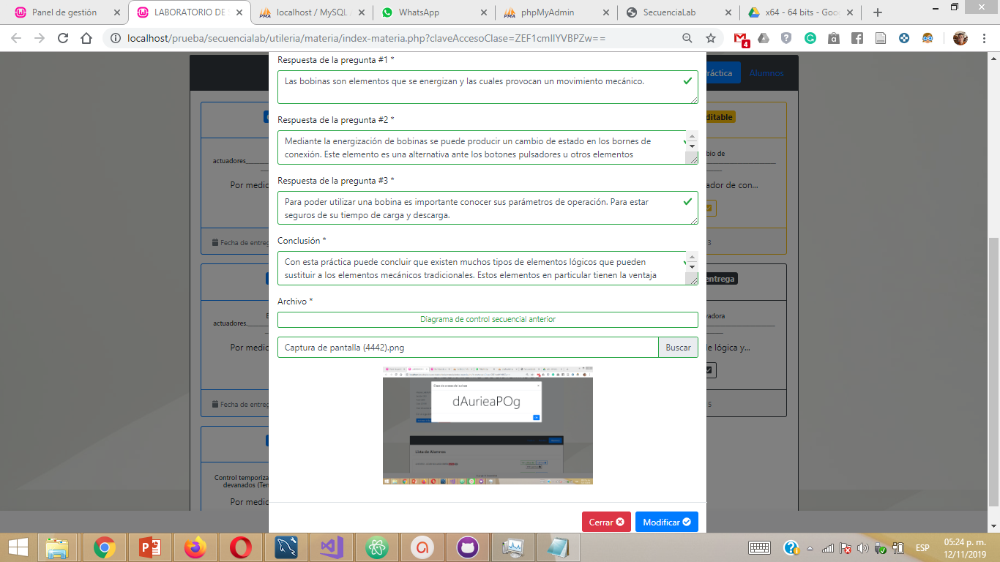 Panel de gestión
LABORATORIO DE
localhost / MySQL
WhatsApp
phpMyAdmin
SecuenciaLab
x64 - 64 bits - Goo
localhost/prueba/secuencialab/utileria/materia/index-materia.php?claveAccesoClase=ZEF1cmllYVBPZw==
4
ráctica
Alumnos
Respuesta de la pregunta #1 *
Las bobinas son elementos que se energizan y las cuales provocan un movimiento mecánico.
Respuesta de la pregunta #2 *
Mediante la energización de bobinas se puede producir un cambio de estado en los bornes de
conexión. Este elemento es una alternativa ante los botones pulsadores u otros elementos
Respuesta de la pregunta #3 *
Para poder utilizar una bobina es importante conocer sus parámetros de operación. Para estar
seguros de su tiempo de carga y descarga.
Conclusión *
Con esta práctica puede concluir que existen muchos tipos de elementos lógicos que pueden
sustituir a los elementos mecánicos tradicionales. Estos elementos en particular tienen la ventaja
Archivo *
Diagrama de control secuencial anterior
Captura de pantalla (4442).png
Buscar
dAurieaPOg
Lista de Alumnos
Cerrar
Modificar
actuadores
Por medic
Fecha de entreg
actuadores.
Por medic
Fecha de entreg
Control temporiza
devanados (Ten
Por medic
ditable
bio de
ador de con...
3
entrega
vadora
e lógica y...
5
ESP
05:24 p. m.
12/11/2019